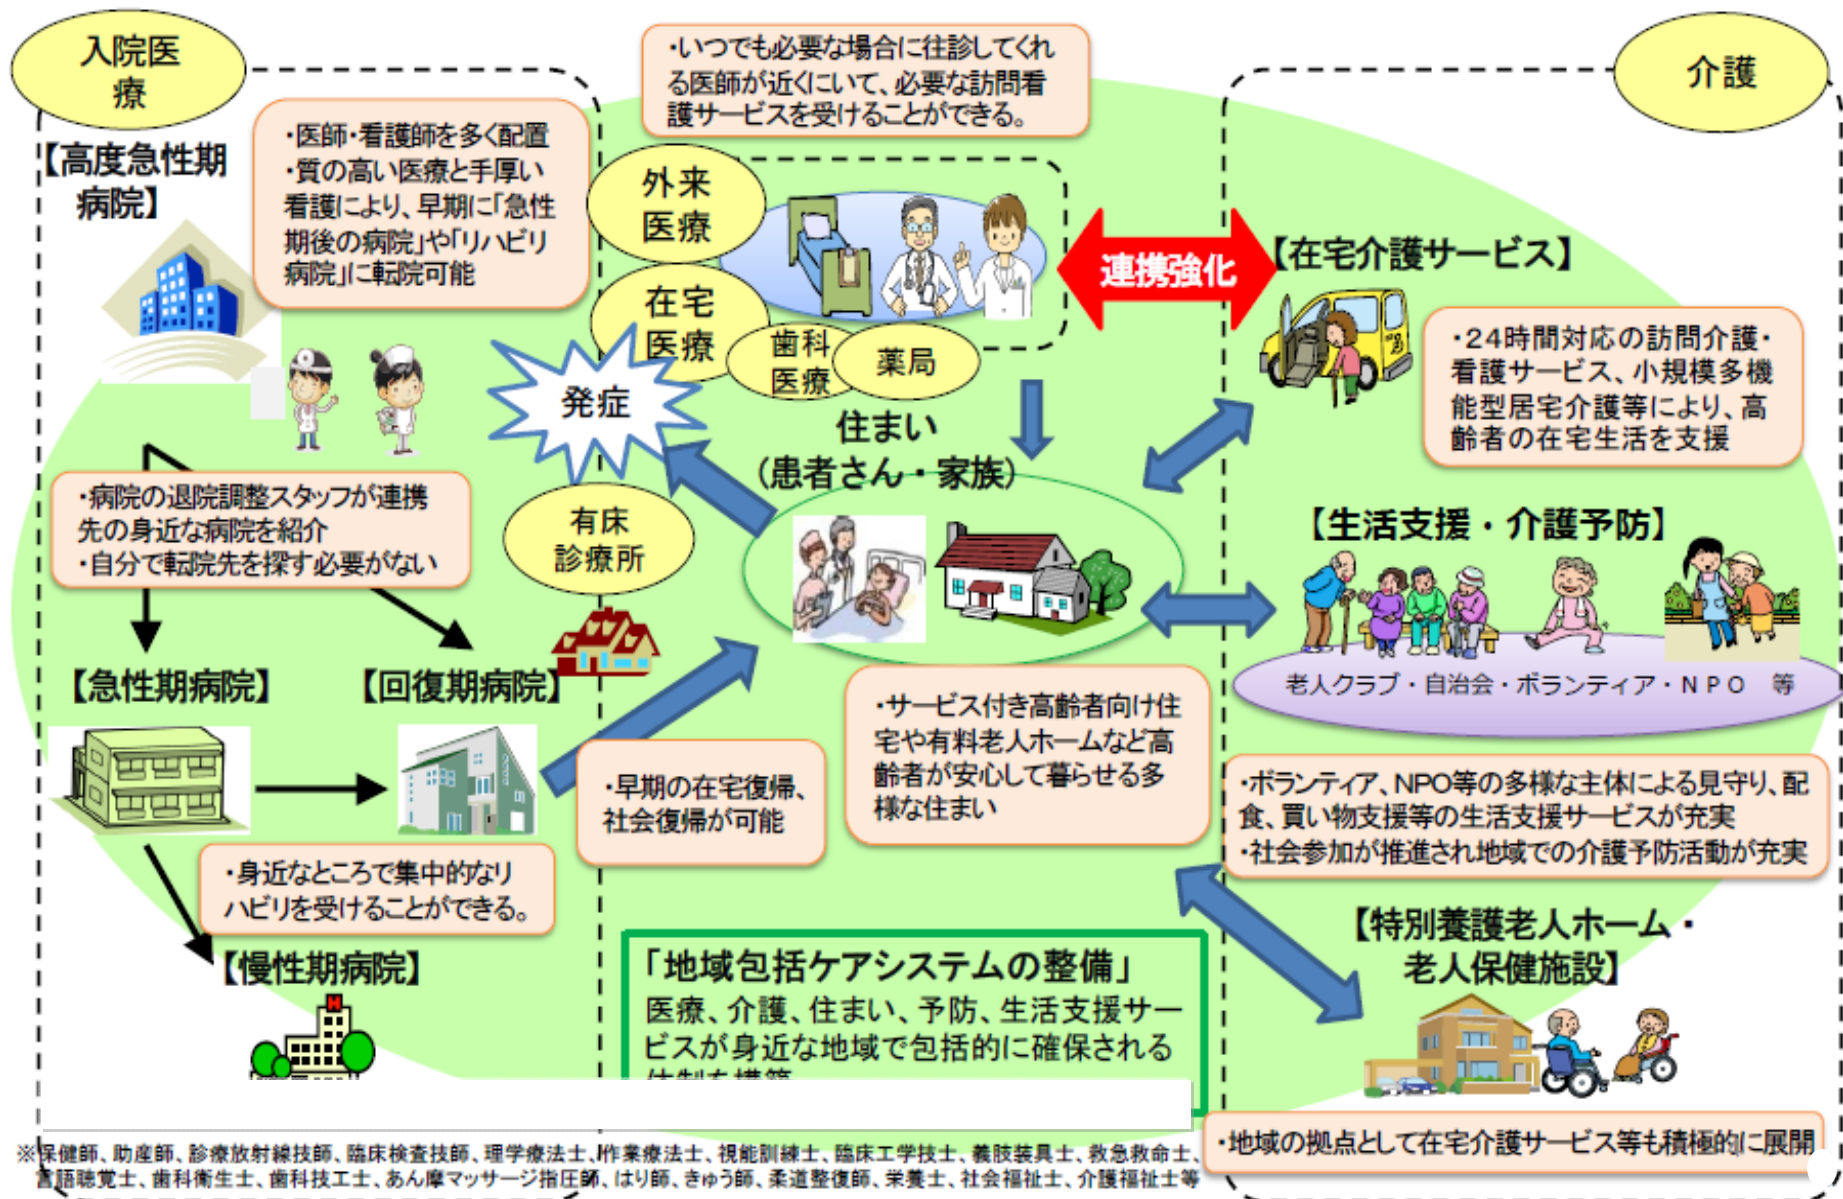 入院医
療
【高度急性期
病院】
・医師・看護師を多く配置
・質の高い医療と手厚い
看護により、早期に「急性
期後の病院」や「リハビリ
病院」に転院可能
・病院の退院調整スタッフが連携
先の身近な病院を紹介
・自分で転院先を探す必要がない
【急性期病院】
【回復期病院】
・身近なところで集中的なリ
ハビリを受けることができる。
【慢性期病院】
・いつでも必要な場合に往診してくれ
る医師が近くにいて、必要な訪問看
護サービスを受けることができる。
外来
医療
在宅
医療
歯科
医療
薬局
発症
有床
診療所
住まい
(患者さん・家族)
・早期の在宅復帰、
社会復帰が可能
・サービス付き高齢者向け住
宅や有料老人ホームなど高
齢者が安心して暮らせる多
様な住まい
「地域包括ケアシステムの整備」
医療、介護、住まい、予防、生活支援サー
ビスが身近な地域で包括的に確保される
体制を構築
連携強化
介護
【在宅介護サービス】
・24時間対応の訪問介護・
看護サービス、小規模多機
能型居宅介護等により、高
齢者の在宅生活を支援
【生活支援・介護予防】
老人クラブ・自治会・ボランティア・NPO 等
・ボランティア、NPO等の多様な主体による見守り、配
食、買い物支援等の生活支援サービスが充実
・社会参加が推進され地域での介護予防活動が充実
【特別養護老人ホーム・
老人保健施設】
・地域の拠点として在宅介護サービス等も積極的に展開
※保健師、助産師、診療放射線技師、臨床検査技師、理学療法士、作業療法士、視能訓練士、臨床工学技士、義肢装具士、救急救命士、
言語聴覚士、歯科衛生士、歯科技工士、あん摩マッサージ指圧師、はり師、きゅう師、柔道整復師、栄養士、社会福祉士、介護福祉士等